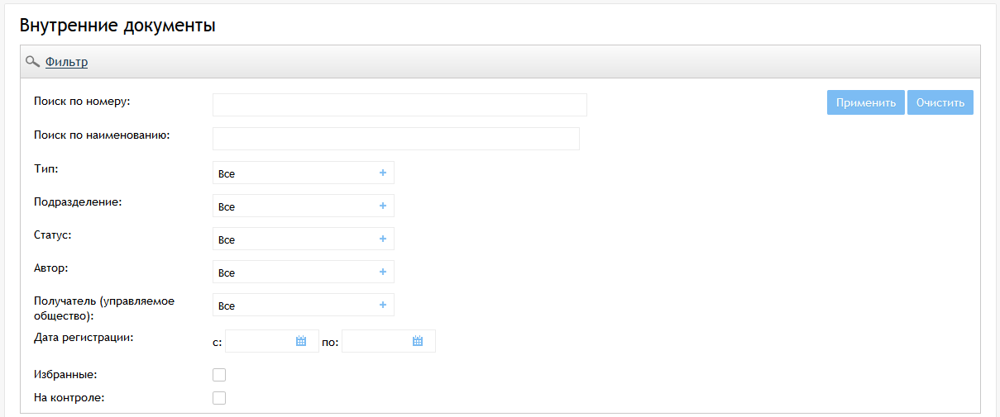 Внутренние документы
Фильтр
Поиск по номеру:
Применить Очистить
Поиск по наименованию:
Тип: Все
Подразделение: Все
Статус: Все
Автор: Все
Получатель (управляемое
общество): Все
Дата регистрации: с: по:
Избранные:
На контроле: